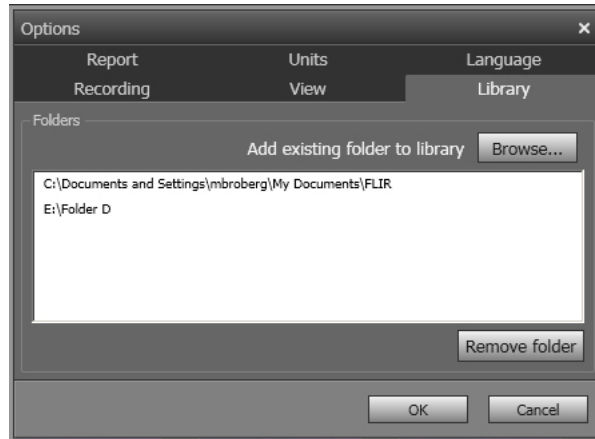 Options
Report Units Language
Recording View Library
Folders
Add existing folder to library Browse...
C:\Documents and Settings\mbroberg\My Documents\FLIR
E:\Folder D
Remove folder
OK Cancel